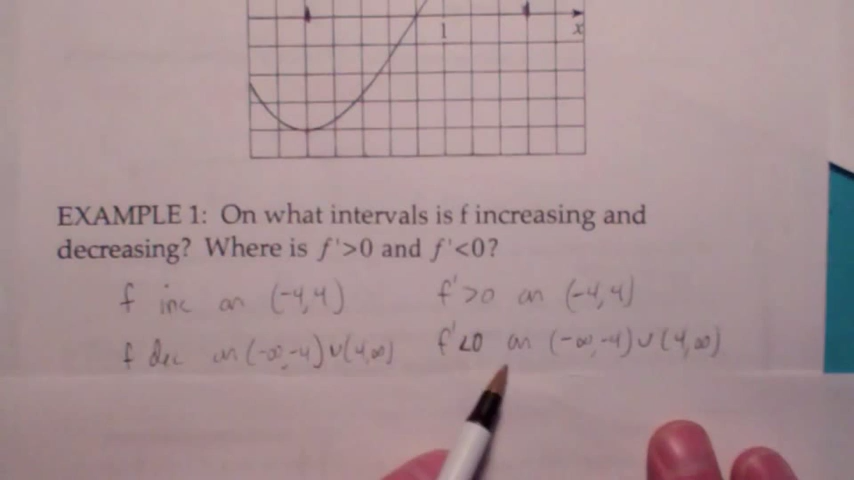 1
x
EXAMPLE 1: On what intervals is f increasing and
decreasing? Where is f'>0 and f'<0?
f inc on (-4,4)
f'>0 on (-4,4)
f dec on (-∞,-4)∪(4,∞)
f'<0 on (-∞,-4)∪(4,∞)